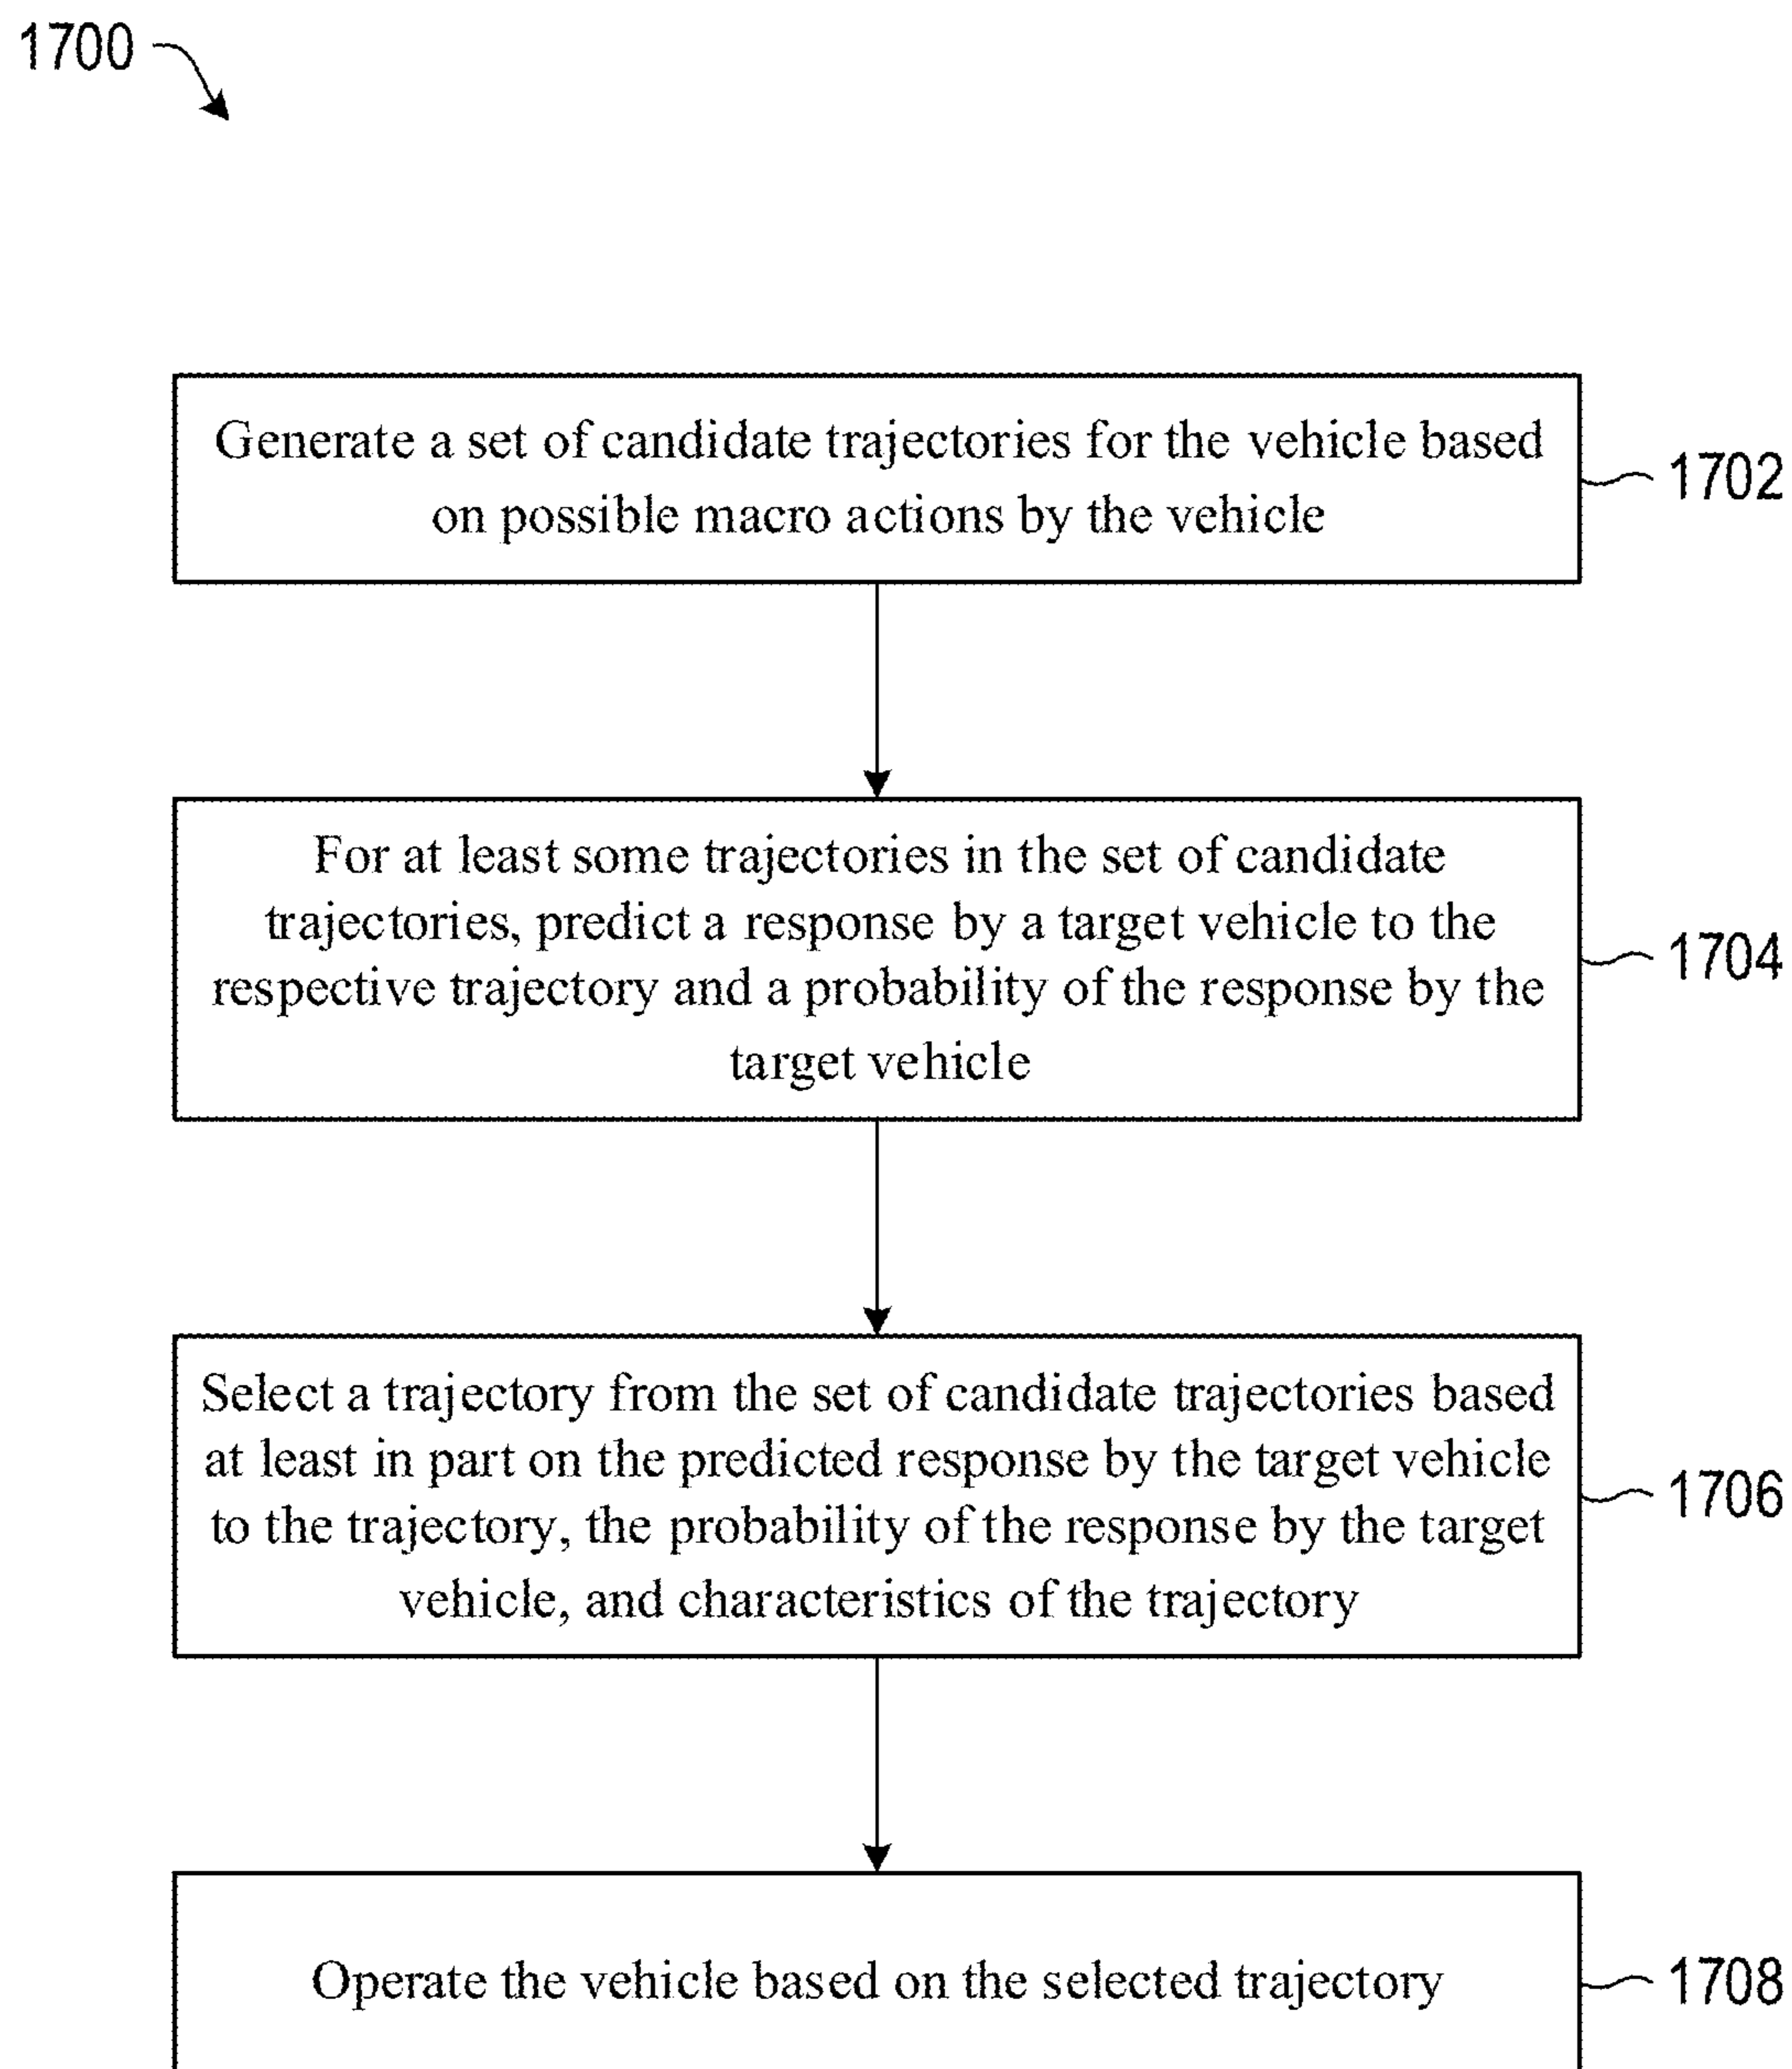 1700
Generate a set of candidate trajectories for the vehicle based
on possible macro actions by the vehicle
1702
For at least some trajectories in the set of candidate
trajectories, predict a response by a target vehicle to the
respective trajectory and a probability of the response by the
target vehicle
1704
Select a trajectory from the set of candidate trajectories based
at least in part on the predicted response by the target vehicle
to the trajectory, the probability of the response by the target
vehicle, and characteristics of the trajectory
1706
Operate the vehicle based on the selected trajectory
1708